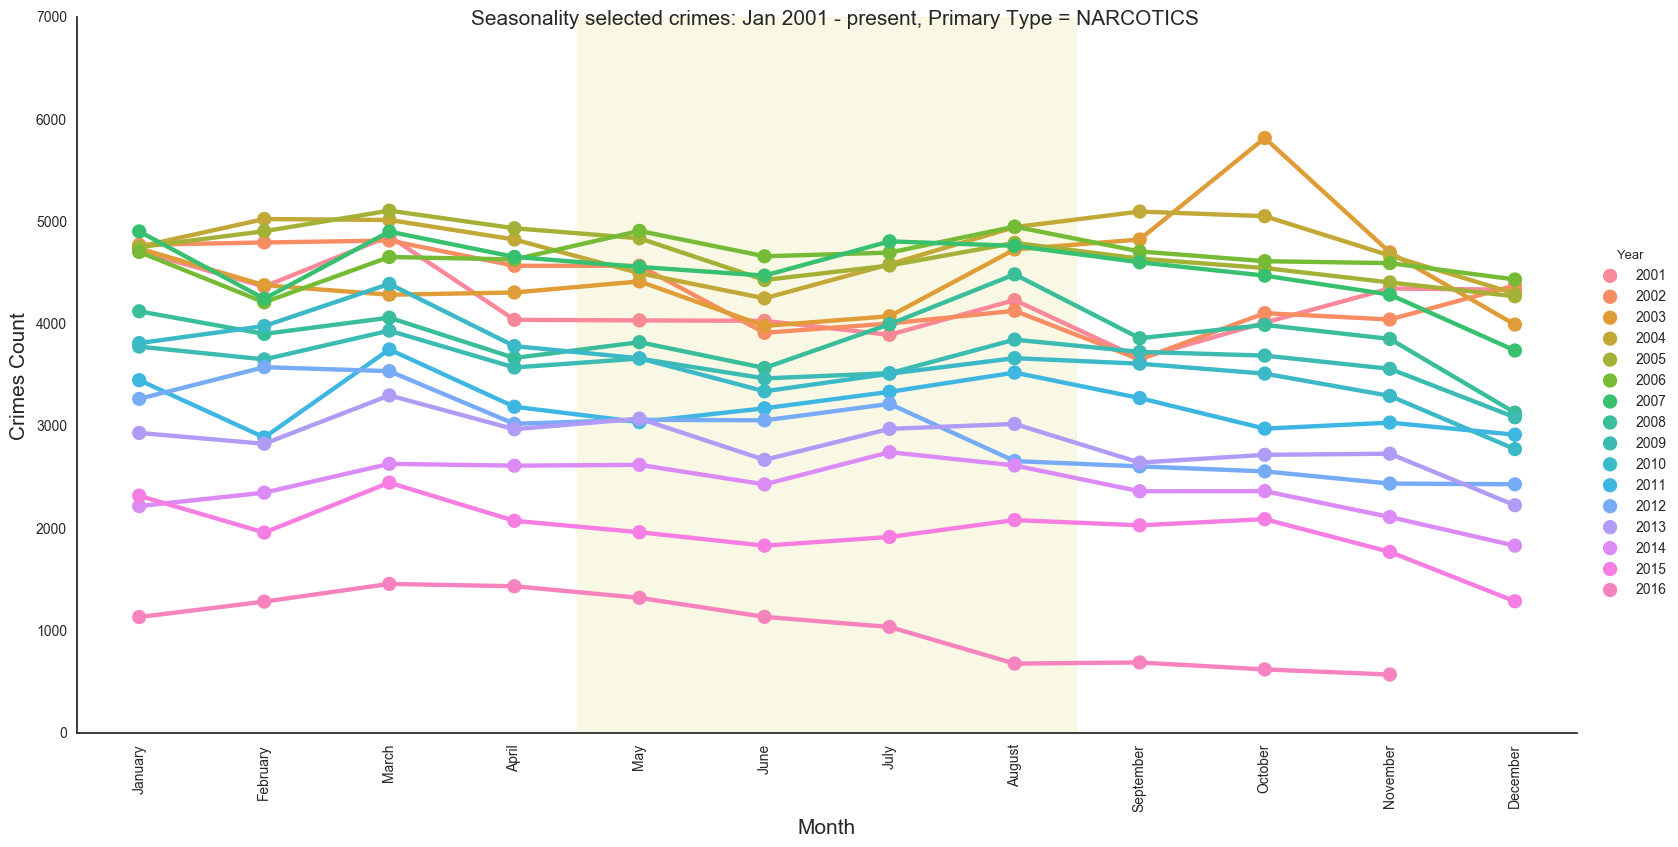 Seasonality selected crimes: Jan 2001 - present, Primary Type = NARCOTICS
7000
6000
5000
4000
3000
2000
1000
0
Crimes Count
January
February
March
April
May
June
July
August
September
October
November
December
Month
Year
2001
2002
2003
2004
2005
2006
2007
2008
2009
2010
2011
2012
2013
2014
2015
2016